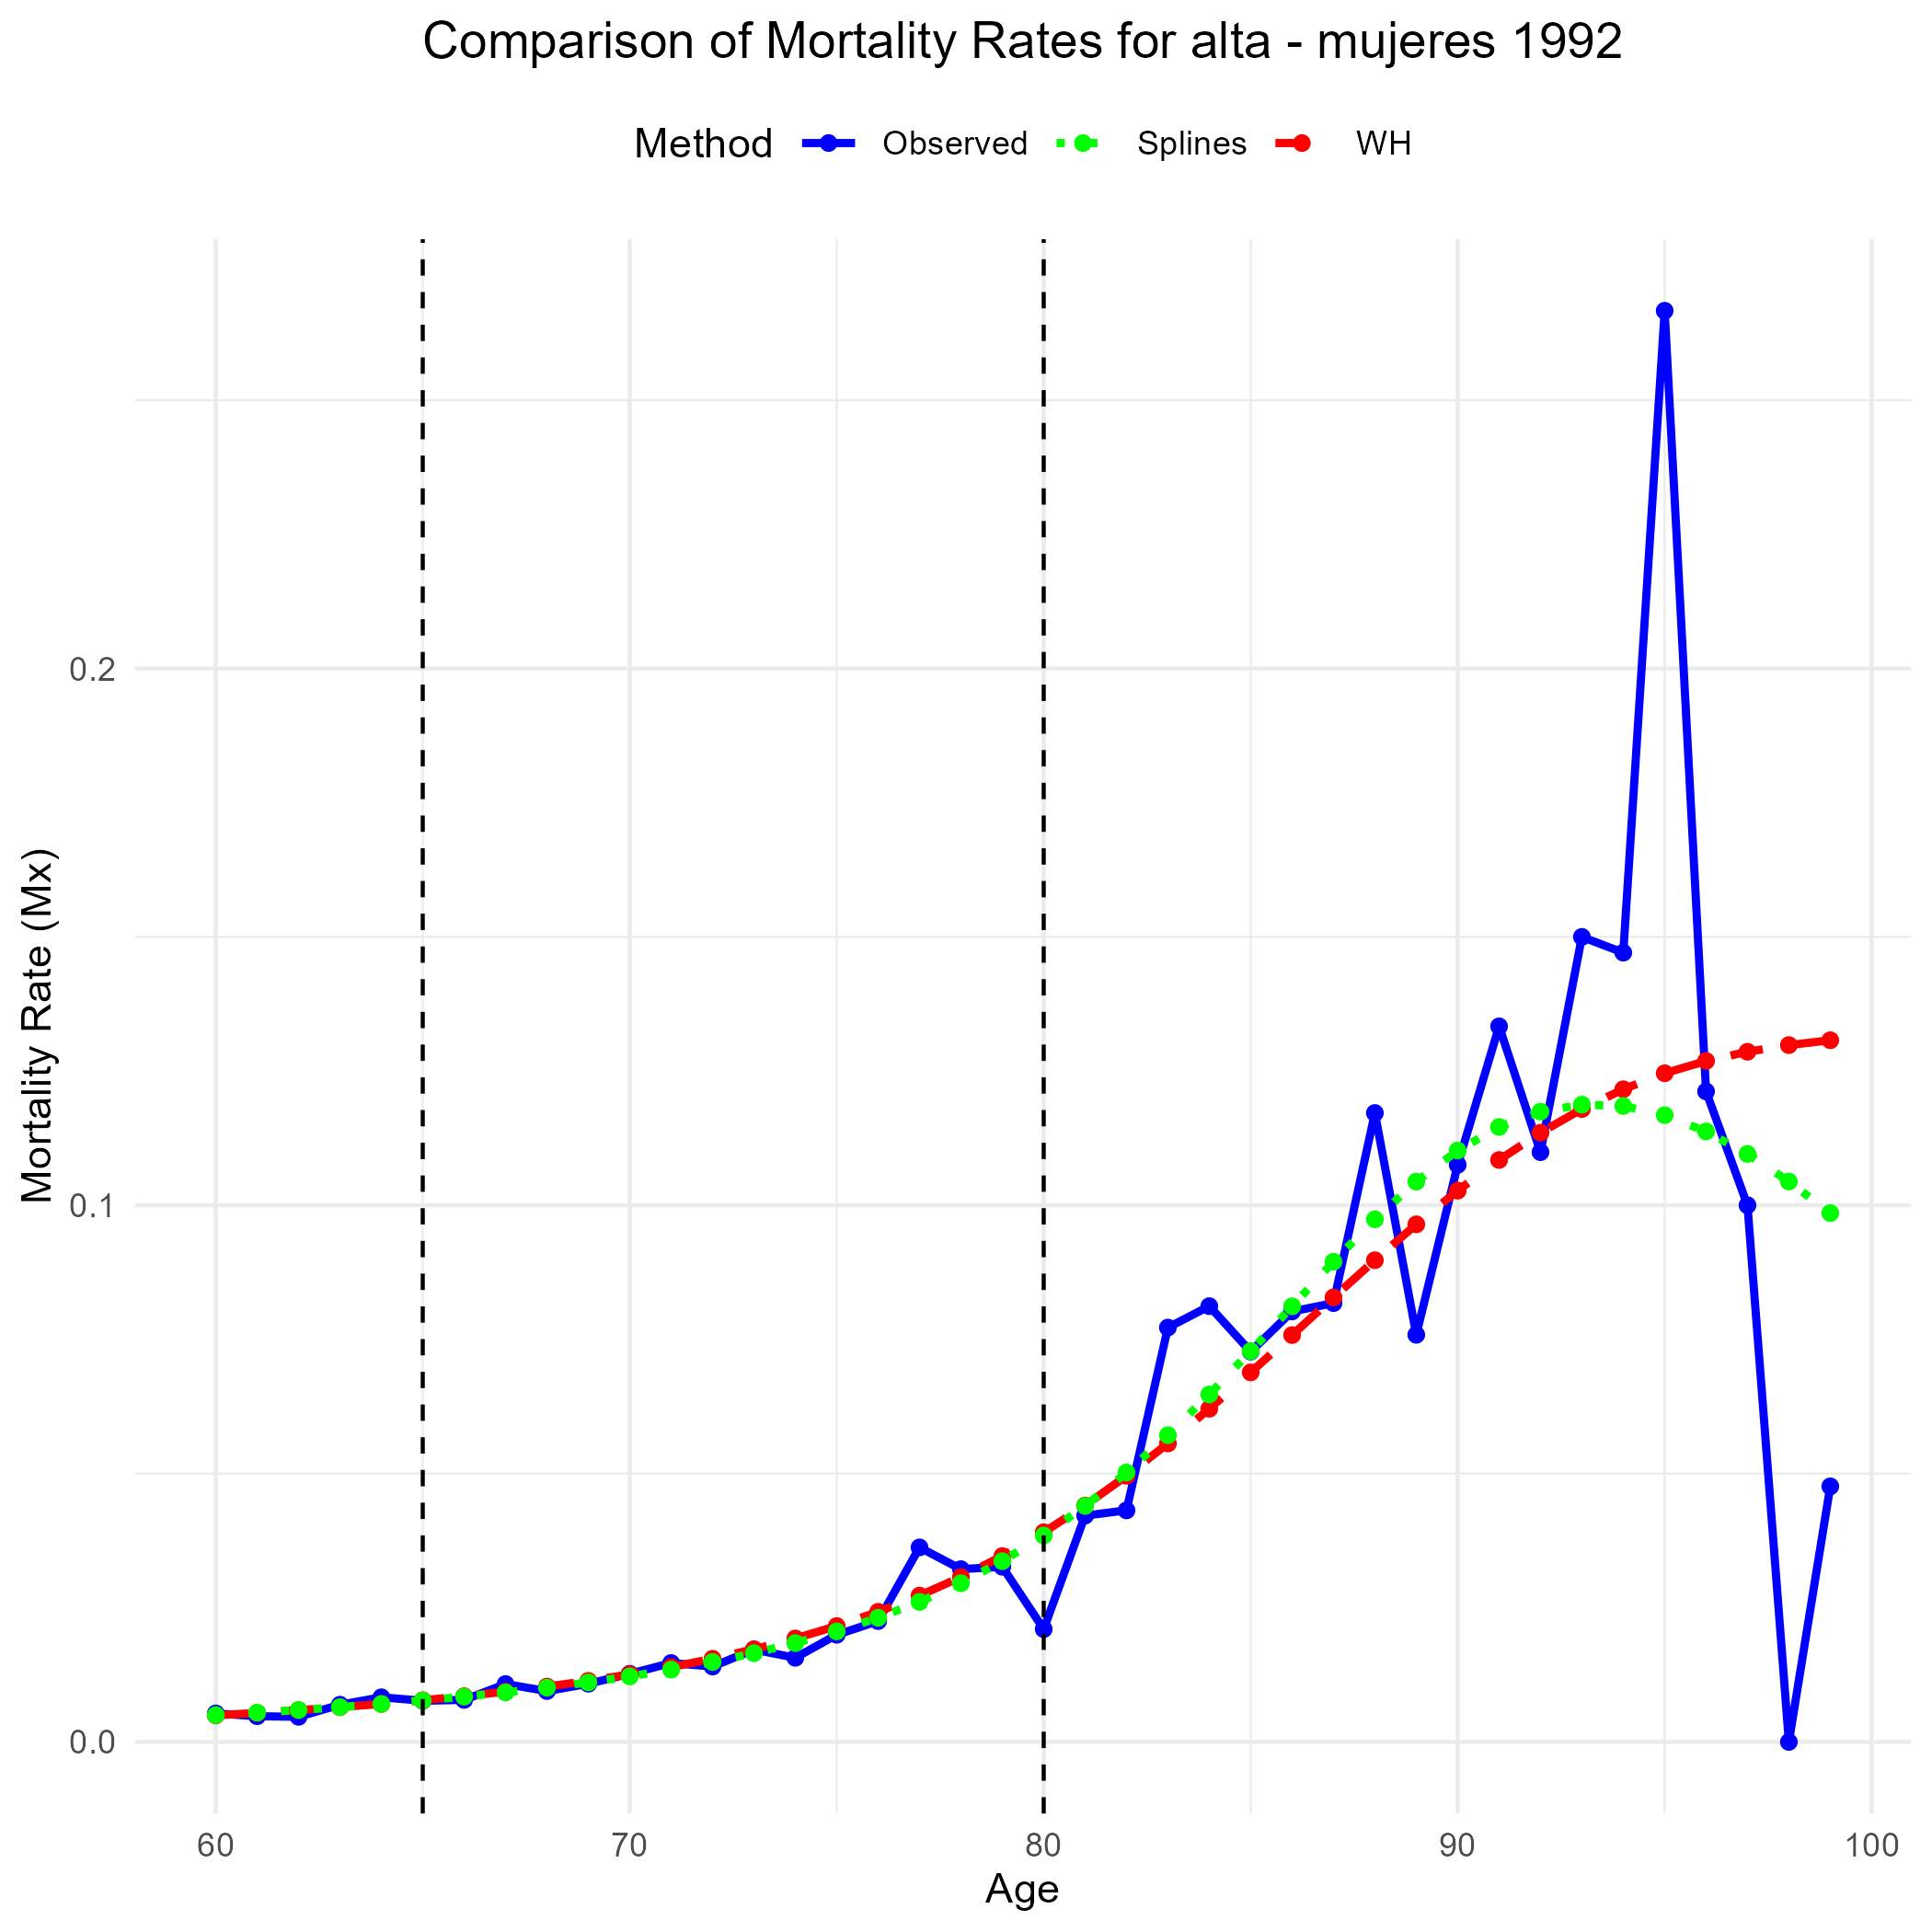 Comparison of Mortality Rates for alta - mujeres 1992
Method Observed Splines WH
Mortality Rate (Mx)
0.2
0.1
0.0
60 70 80 90 100
Age